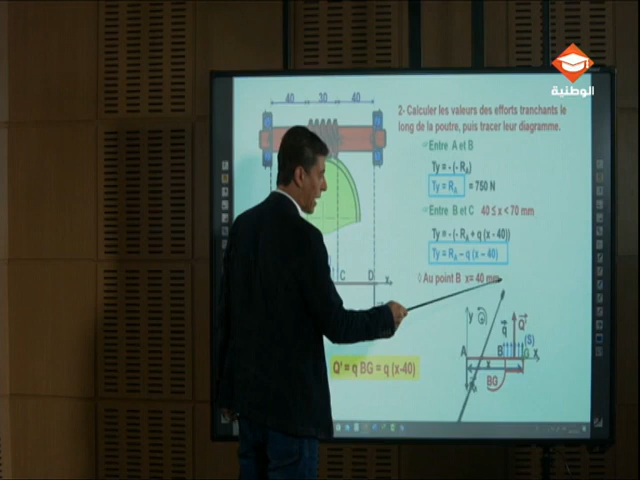 الوطنية
40 30 40
2- Calculer les valeurs des efforts tranchants le
long de la poutre, puis tracer leur diagramme.
Entre A et B
Ty = - (- RA)
Ty = RA = 750 N
Entre B et C 40 ≤ x < 70 mm
Ty = - (- RA + q (x - 40))
Ty = RA – q (x – 40)
◊ Au point B x= 40 mm
C D x
y G Q'
q (S)
A B G x
x
BG
RA
Q' = q BG = q (x-40)